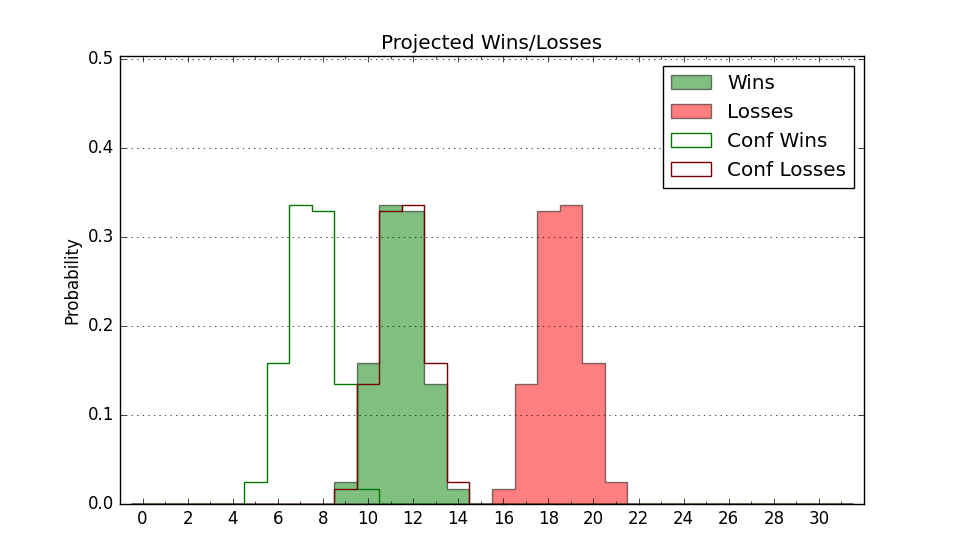 Projected Wins/Losses
0.5
0.4
0.3
0.2
0.1
0.0
Probability
Wins
Losses
Conf Wins
Conf Losses
0 2 4 6 8 10 12 14 16 18 20 22 24 26 28 30